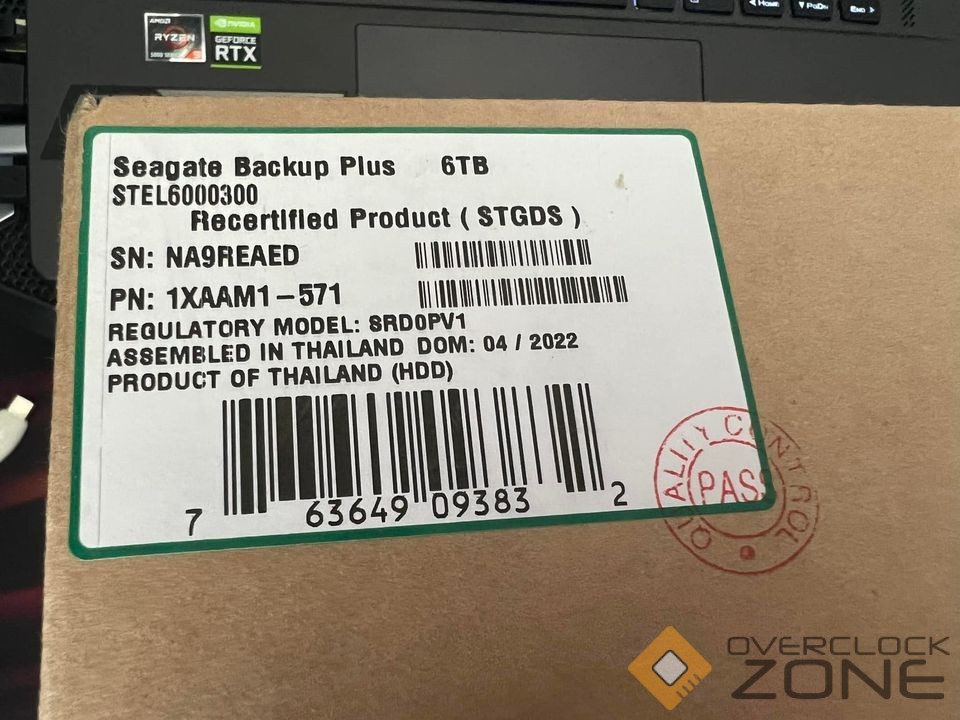 AMDA
RYZEN
NVIDIA
GEFORCE
RTX
Home
PgDn
End
Seagate Backup Plus 6TB
STEL6000300
Recertified Product ( STGDS )
SN: NA9REAED
PN: 1XAAM1-571
REGULATORY MODEL: SRD0PV1
ASSEMBLED IN THAILAND DOM: 04 / 2022
PRODUCT OF THAILAND (HDD)
7 63649 09383 2
QUALITY CONTROL
PASS
OVERCLOCK
ZONE